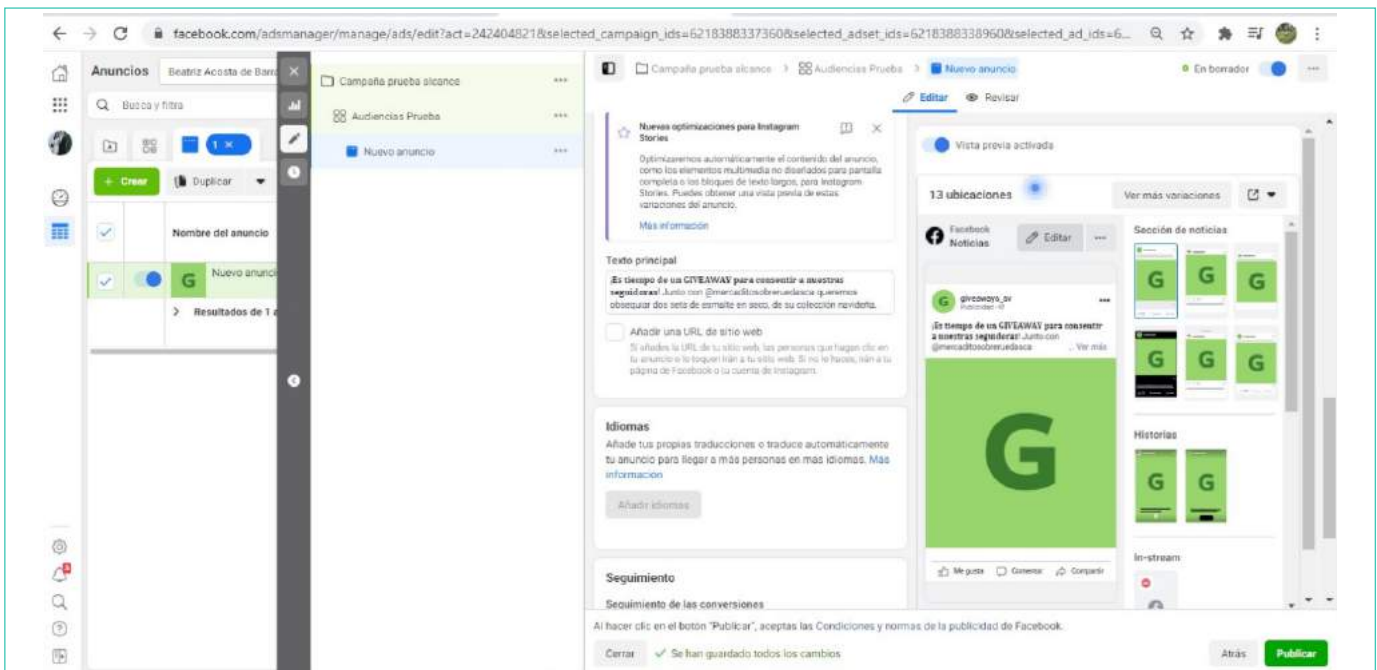 facebook.com/adsmanager/manage/ads/edit?act=242404821&selected_campaign_ids=6218388337360&selected_adset_ids=6218388338960&selected_ad_ids=6...
Anuncios
Beatriz Acosta de Barr
Busca y filtra
1 ×
+ Crear
Duplicar
Nombre del anuncio
G
Nuevo anunci
Resultados de 1 a
Campaña prueba alcance
Audiencias Prueba
Nuevo anuncio
Campaña prueba alcance > Audiencias Prueba > Nuevo anuncio
En borrador
Editar
Revisar
Nuevas optimizaciones para Instagram
Stories
Optimizaremos automáticamente el contenido del anuncio,
como los elementos multimedia no diseñados para pantalla
completa o los bloques de texto largos, para Instagram
Stories. Puedes obtener una vista previa de estas
variaciones del anuncio.
Más información
Texto principal
¡Es tiempo de un GIVEAWAY para consentir a nuestras
seguidoras! Junto con @mercaditosobreruedasca queremos
obsequiar dos sets de esmalte en seco, de su colección navideña.
Añadir una URL de sitio web
Si añades la URL de tu sitio web, las personas que hagan clic en
tu anuncio o lo toquen irán a tu sitio web. Si no lo haces, irán a tu
página de Facebook o tu cuenta de Instagram.
Idiomas
Añade tus propias traducciones o traduce automáticamente
tu anuncio para llegar a más personas en más idiomas. Más
información
Añadir idiomas
Seguimiento
Seguimiento de las conversiones
Vista previa activada
13 ubicaciones
Ver más variaciones
Facebook
Noticias
Editar
G
giveaways_sv
Publicidad
¡Es tiempo de un GIVEAWAY para consentir
a nuestras seguidoras! Junto con
@mercaditosobreruedasca
... Ver más
G
Me gusta
Comentar
Compartir
Sección de noticias
G G G
G G G
Historias
G G
In-stream
Al hacer clic en el botón "Publicar", aceptas las Condiciones y normas de la publicidad de Facebook.
Cerrar
Se han guardado todos los cambios
Atrás
Publicar